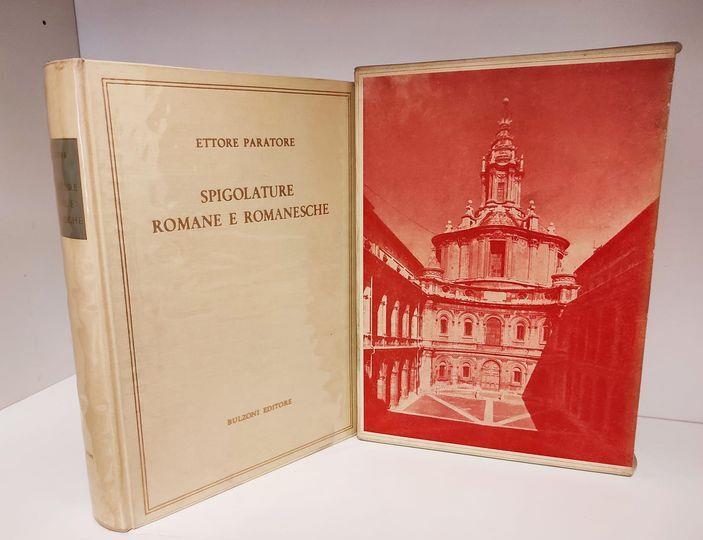 ETTORE PARATORE
SPIGOLATURE
ROMANE E ROMANESCHE
BULZONI EDITORE